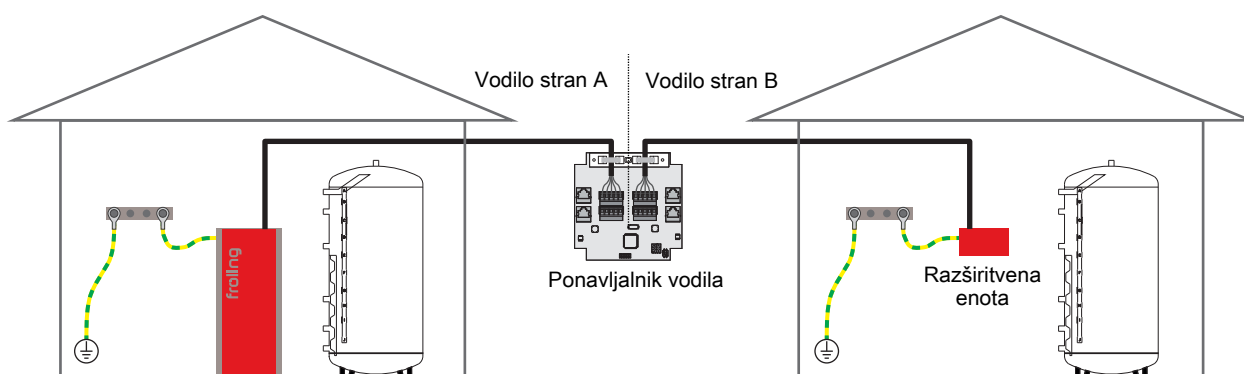 Vodilo stran A
Vodilo stran B
Ponavljalnik vodila
Razširitvena
enota
froling